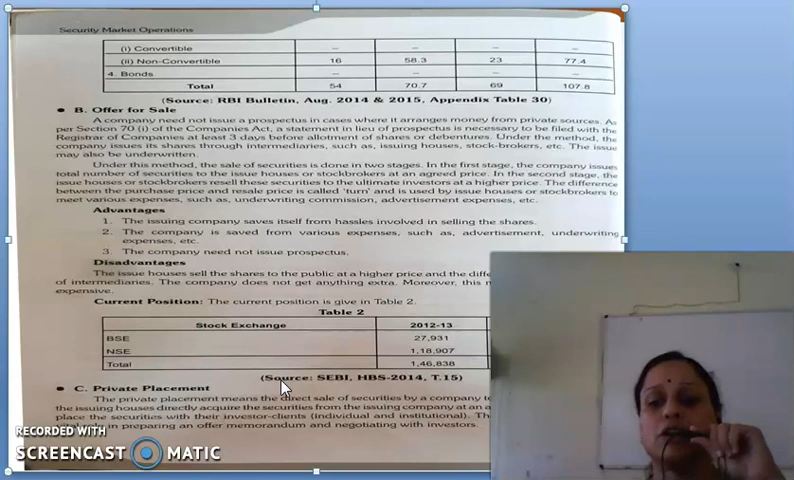 Security Market Operations
(i) Convertible – – – –
(ii) Non-Convertible 16 58.3 23 77.4
4. Bonds – – – –
Total 54 70.7 69 107.8
(Source: RBI Bulletin, Aug. 2014 & 2015, Appendix Table 30)
• B. Offer for Sale
A company need not issue a prospectus in cases where it arranges money from private sources. As
per Section 70 (i) of the Companies Act, a statement in lieu of prospectus is necessary to be filed with the
Registrar of Companies at least 3 days before allotment of shares or debentures. Under the method, the
company issues its shares through intermediaries, such as, issuing houses, stock-brokers, etc. The issue
may also be underwritten.
Under this method, the sale of securities is done in two stages. In the first stage, the company issues
total number of securities to the issue houses or stockbrokers at an agreed price. In the second stage, the
issue houses or stockbrokers resell these securities to the ultimate investors at a higher price. The difference
between the purchase price and resale price is called 'turn' and is used by issue houses or stockbrokers to
meet various expenses, such as, underwriting commission, advertisement expenses, etc.
Advantages
1. The issuing company saves itself from hassles involved in selling the shares.
2. The company is saved from various expenses, such as, advertisement, underwriting
expenses, etc.
3. The company need not issue prospectus.
Disadvantages
The issue houses sell the shares to the public at a higher price and the diffe
of intermediaries. The company does not get anything extra. Moreover, this m
expensive.
Current Position: The current position is give in Table 2.
Table 2
Stock Exchange 2012-13
BSE 27,931
NSE 1,18,907
Total 1,46,838
(Source: SEBI, HBS-2014, T.15)
• C. Private Placement
The private placement means the direct sale of securities by a company to
the issuing houses directly acquire the securities from the issuing company at an a
place the securities with their investor-clients (individual and institutional). Th
in preparing an offer memorandum and negotiating with investors.
RECORDED WITH
SCREENCAST MATIC